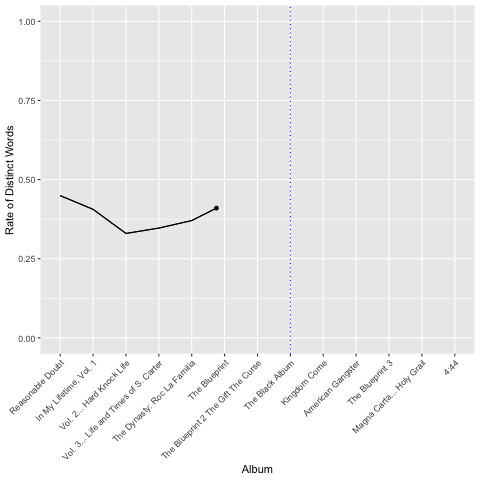 1.00
0.75
0.50
0.25
0.00
Rate of Distinct Words
Reasonable Doubt
In My Lifetime, Vol. 1
Vol. 2... Hard Knock Life
Vol. 3... Life and Times of S. Carter
The Dynasty: Roc La Familia
The Blueprint
The Blueprint 2 The Gift The Curse
The Black Album
Kingdom Come
American Gangster
The Blueprint 3
Magna Carta... Holy Grail
4:44
Album